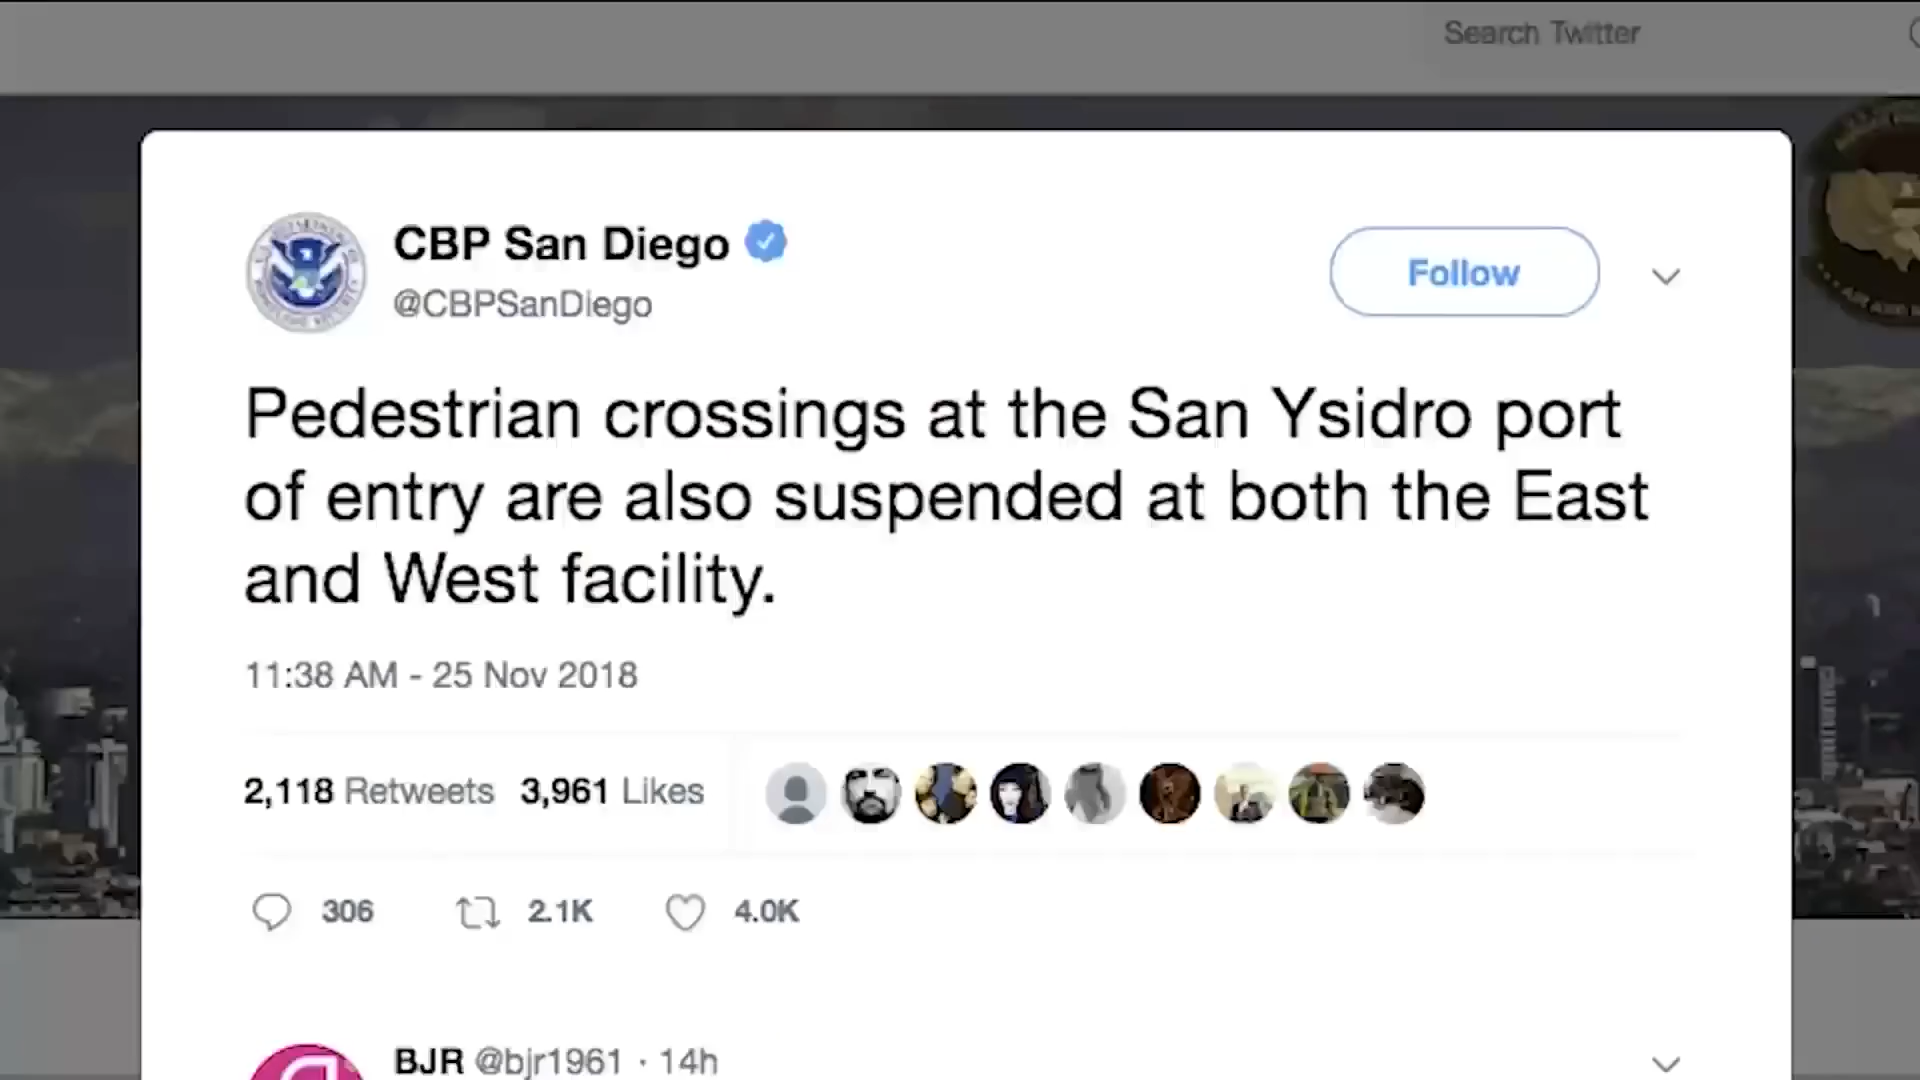 Search Twitter
CBP San Diego
@CBPSanDiego
Follow
Pedestrian crossings at the San Ysidro port
of entry are also suspended at both the East
and West facility.
11:38 AM - 25 Nov 2018
2,118 Retweets 3,961 Likes
306 2.1K 4.0K
BJR @bjr1961 · 14h